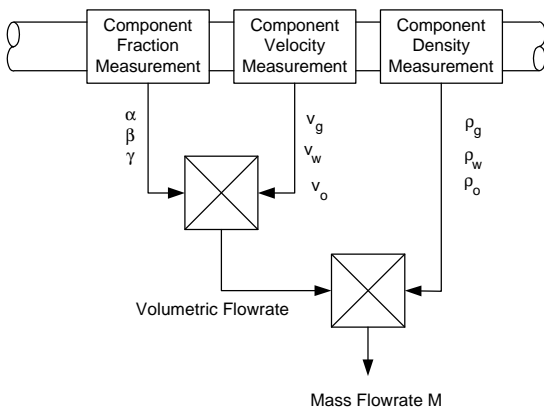 Component
Fraction
Measurement
Component
Velocity
Measurement
Component
Density
Measurement
α
β
γ
vg
vw
vo
ρg
ρw
ρo
Volumetric Flowrate
Mass Flowrate M